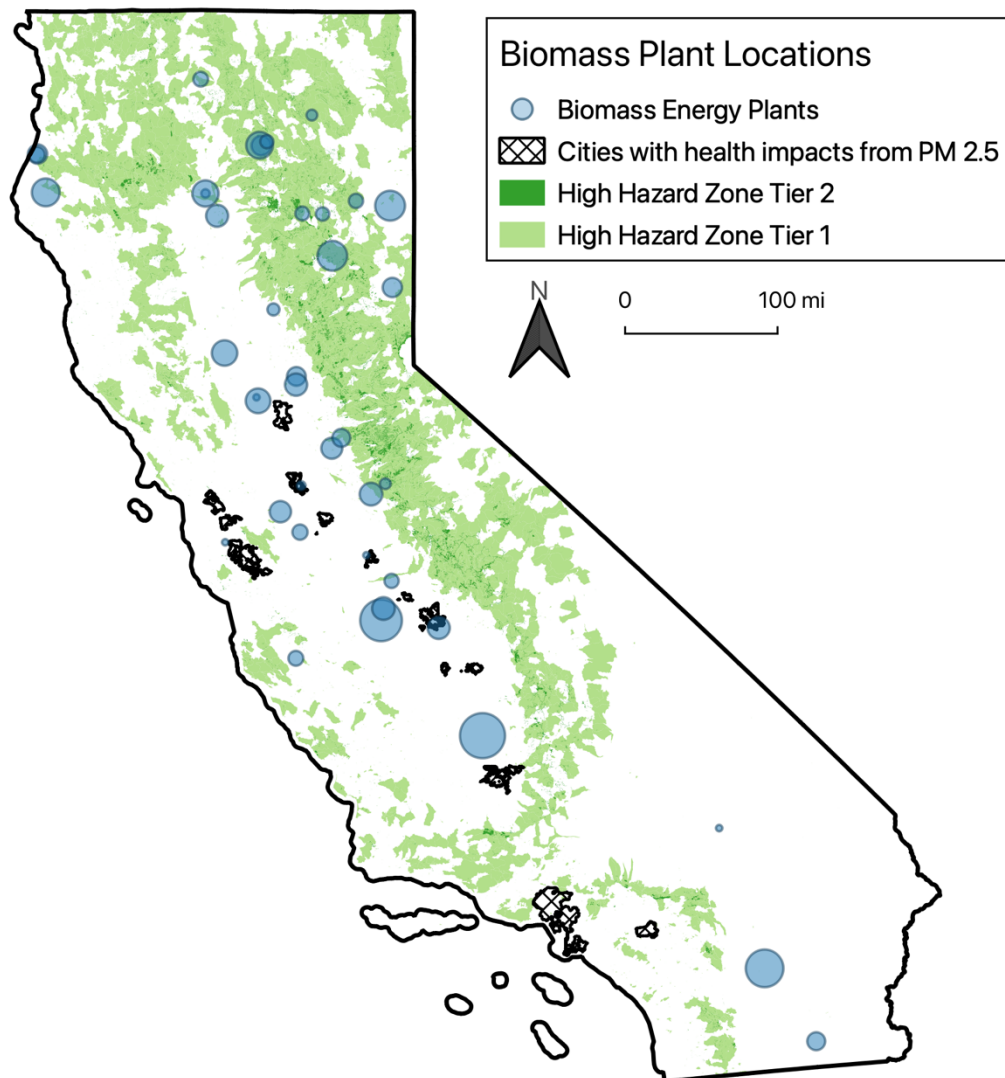 Biomass Plant Locations
Biomass Energy Plants
Cities with health impacts from PM 2.5
High Hazard Zone Tier 2
High Hazard Zone Tier 1
N
0 100 mi